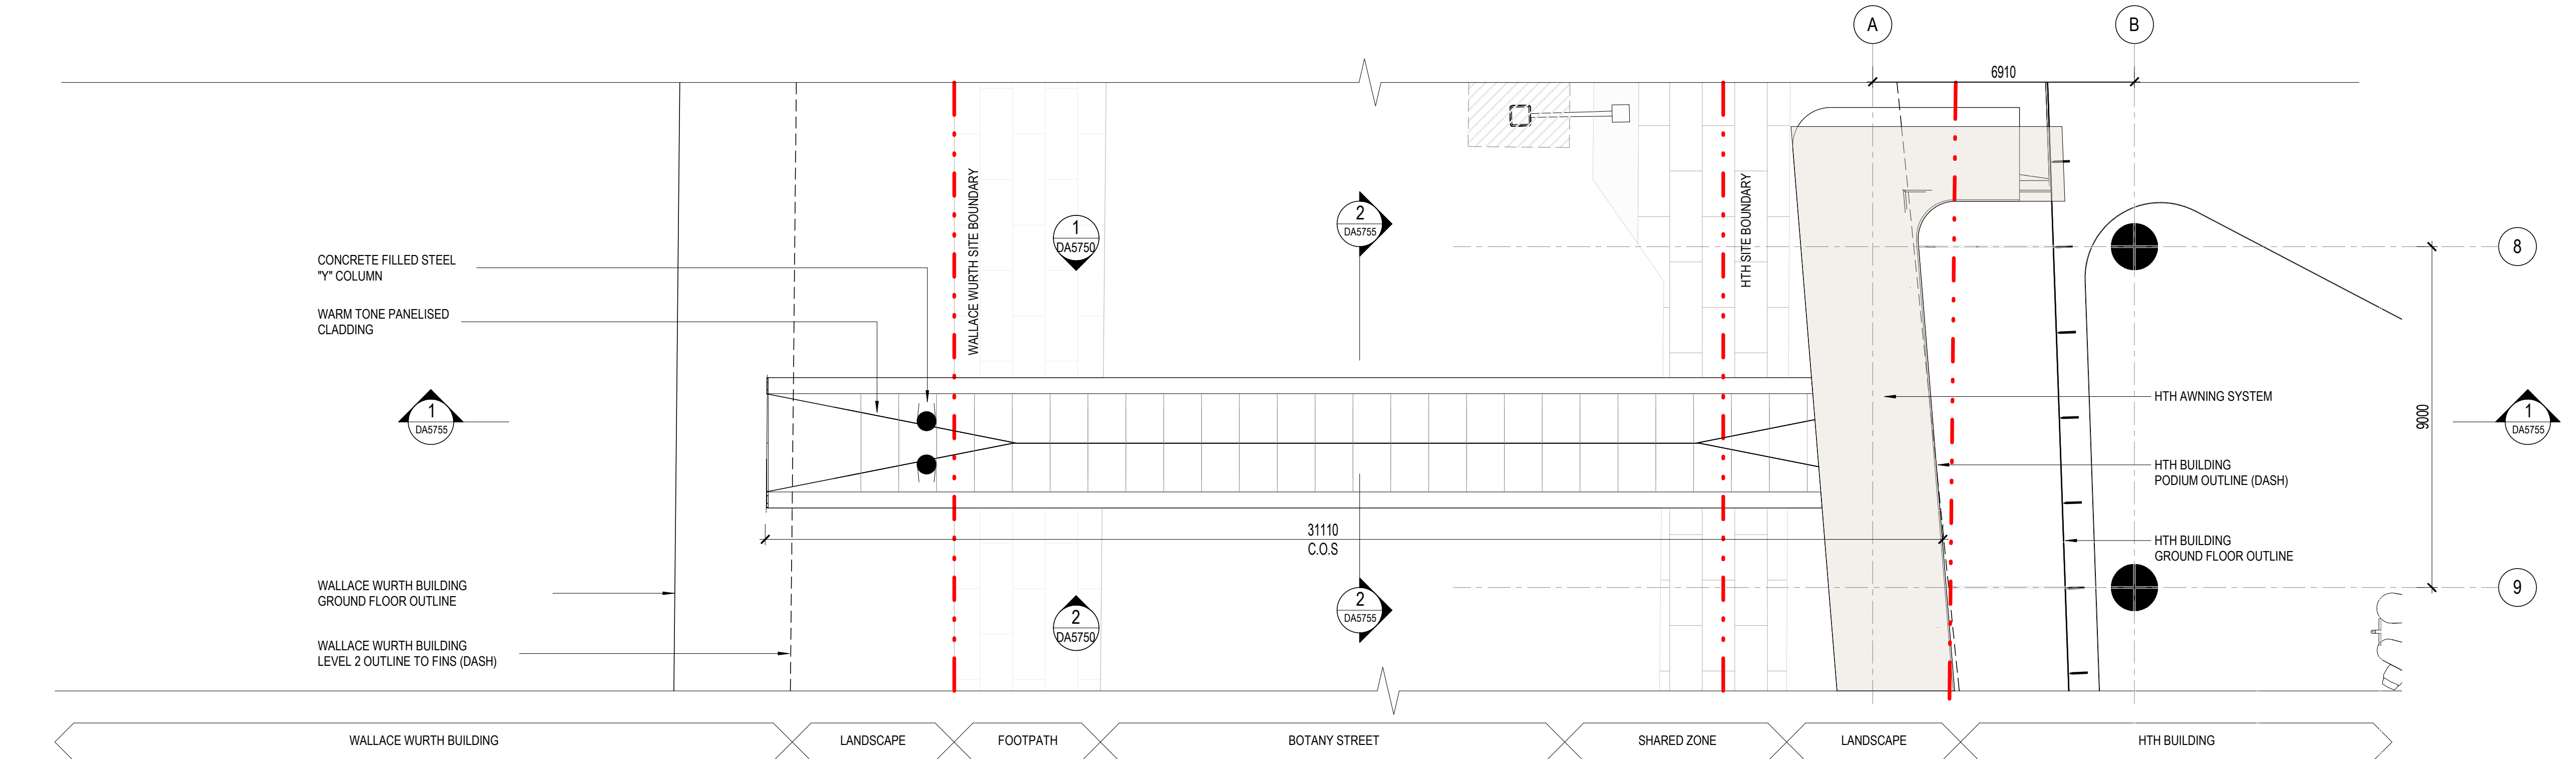 A
B
6910
WALLACE WURTH SITE BOUNDARY
HTH SITE BOUNDARY
1
DA5750
2
DA5755
8
CONCRETE FILLED STEEL
"Y" COLUMN
WARM TONE PANELISED
CLADDING
1
DA5755
HTH AWNING SYSTEM
9000
1
DA5755
HTH BUILDING
PODIUM OUTLINE (DASH)
31110
C.O.S
HTH BUILDING
GROUND FLOOR OUTLINE
WALLACE WURTH BUILDING
GROUND FLOOR OUTLINE
9
2
DA5750
2
DA5755
WALLACE WURTH BUILDING
LEVEL 2 OUTLINE TO FINS (DASH)
WALLACE WURTH BUILDING
LANDSCAPE
FOOTPATH
BOTANY STREET
SHARED ZONE
LANDSCAPE
HTH BUILDING